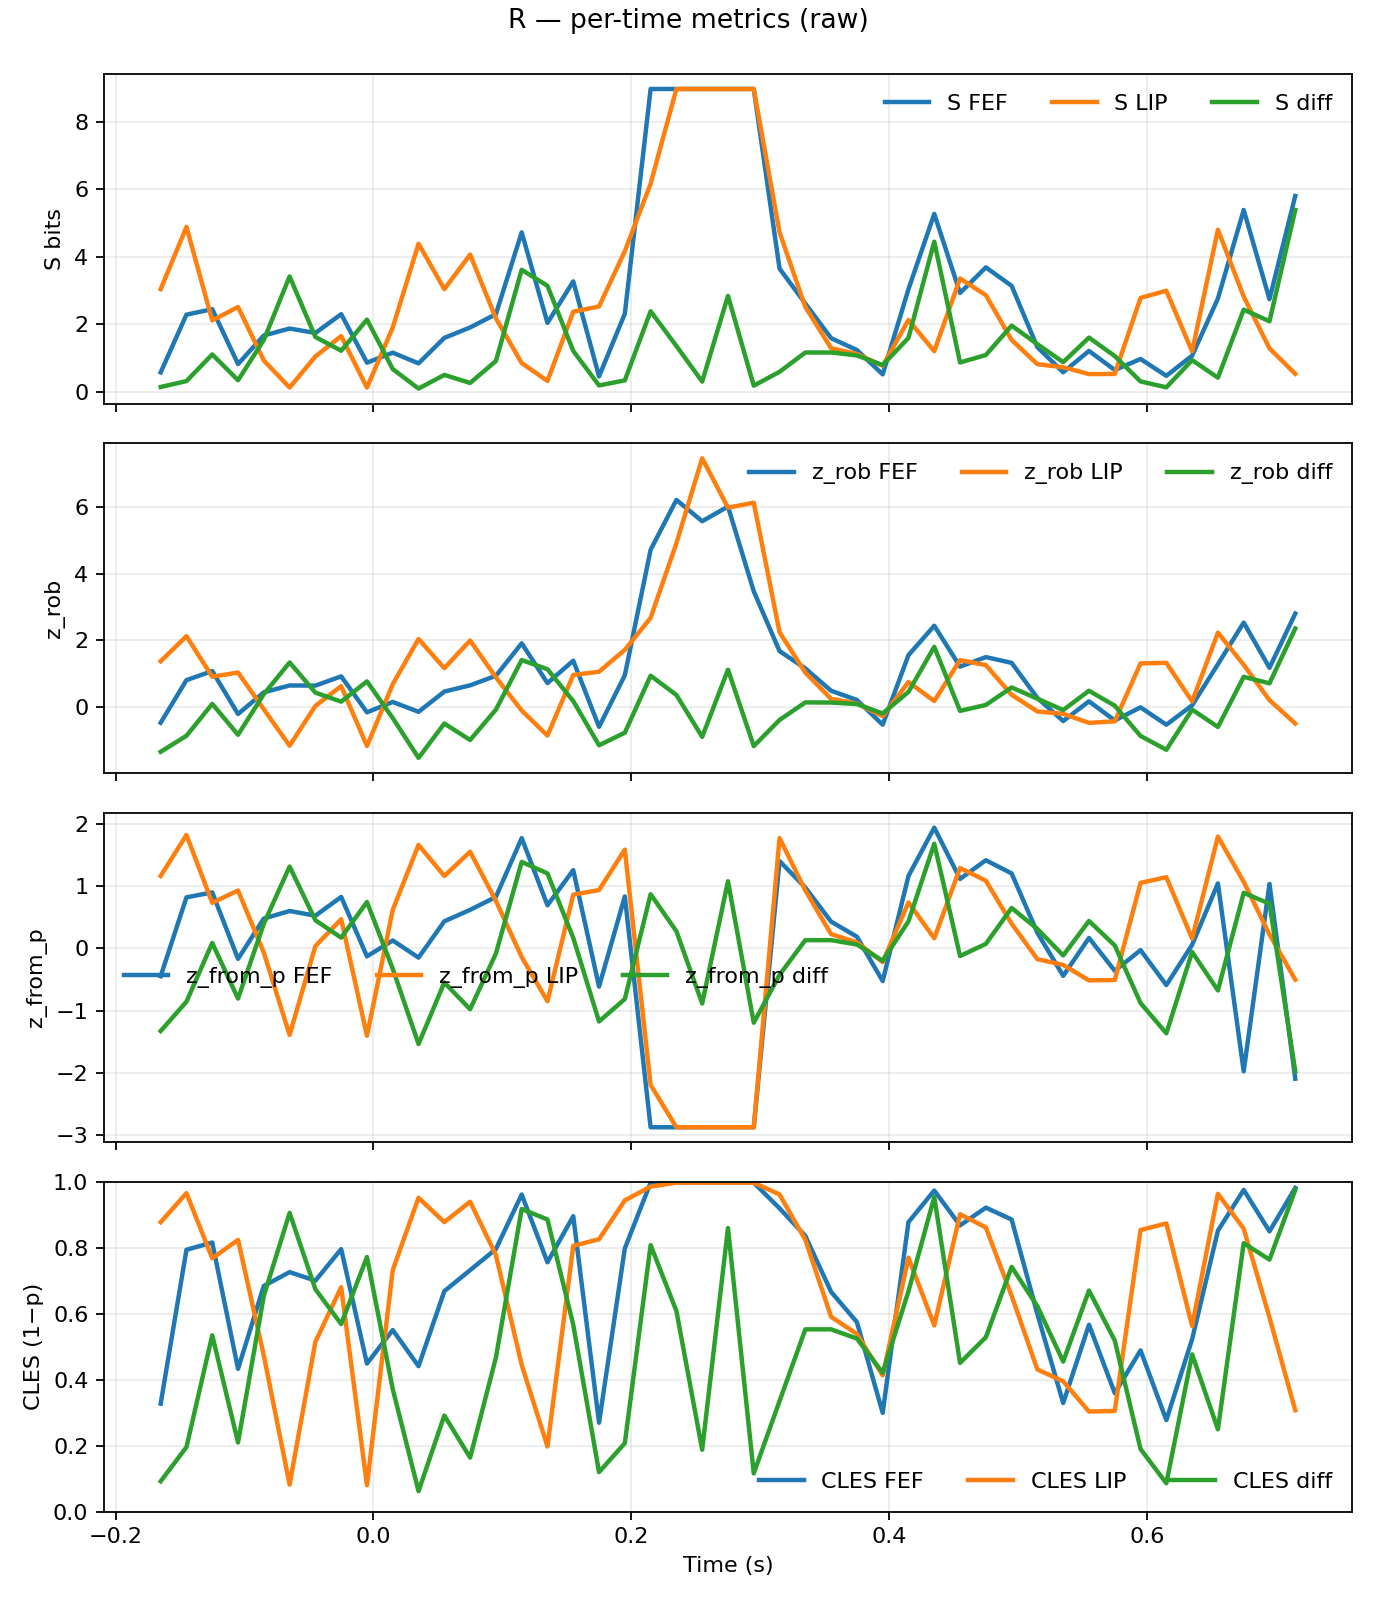 R — per-time metrics (raw)
S FEF S LIP S diff
8
6
4
2
0
S bits
z_rob FEF z_rob LIP z_rob diff
6
4
2
0
z_rob
2
1
0
−1
−2
−3
z_from_p
z_from_p FEF z_from_p LIP z_from_p diff
1.0
0.8
0.6
0.4
0.2
0.0
CLES (1−p)
CLES FEF CLES LIP CLES diff
−0.2 0.0 0.2 0.4 0.6
Time (s)